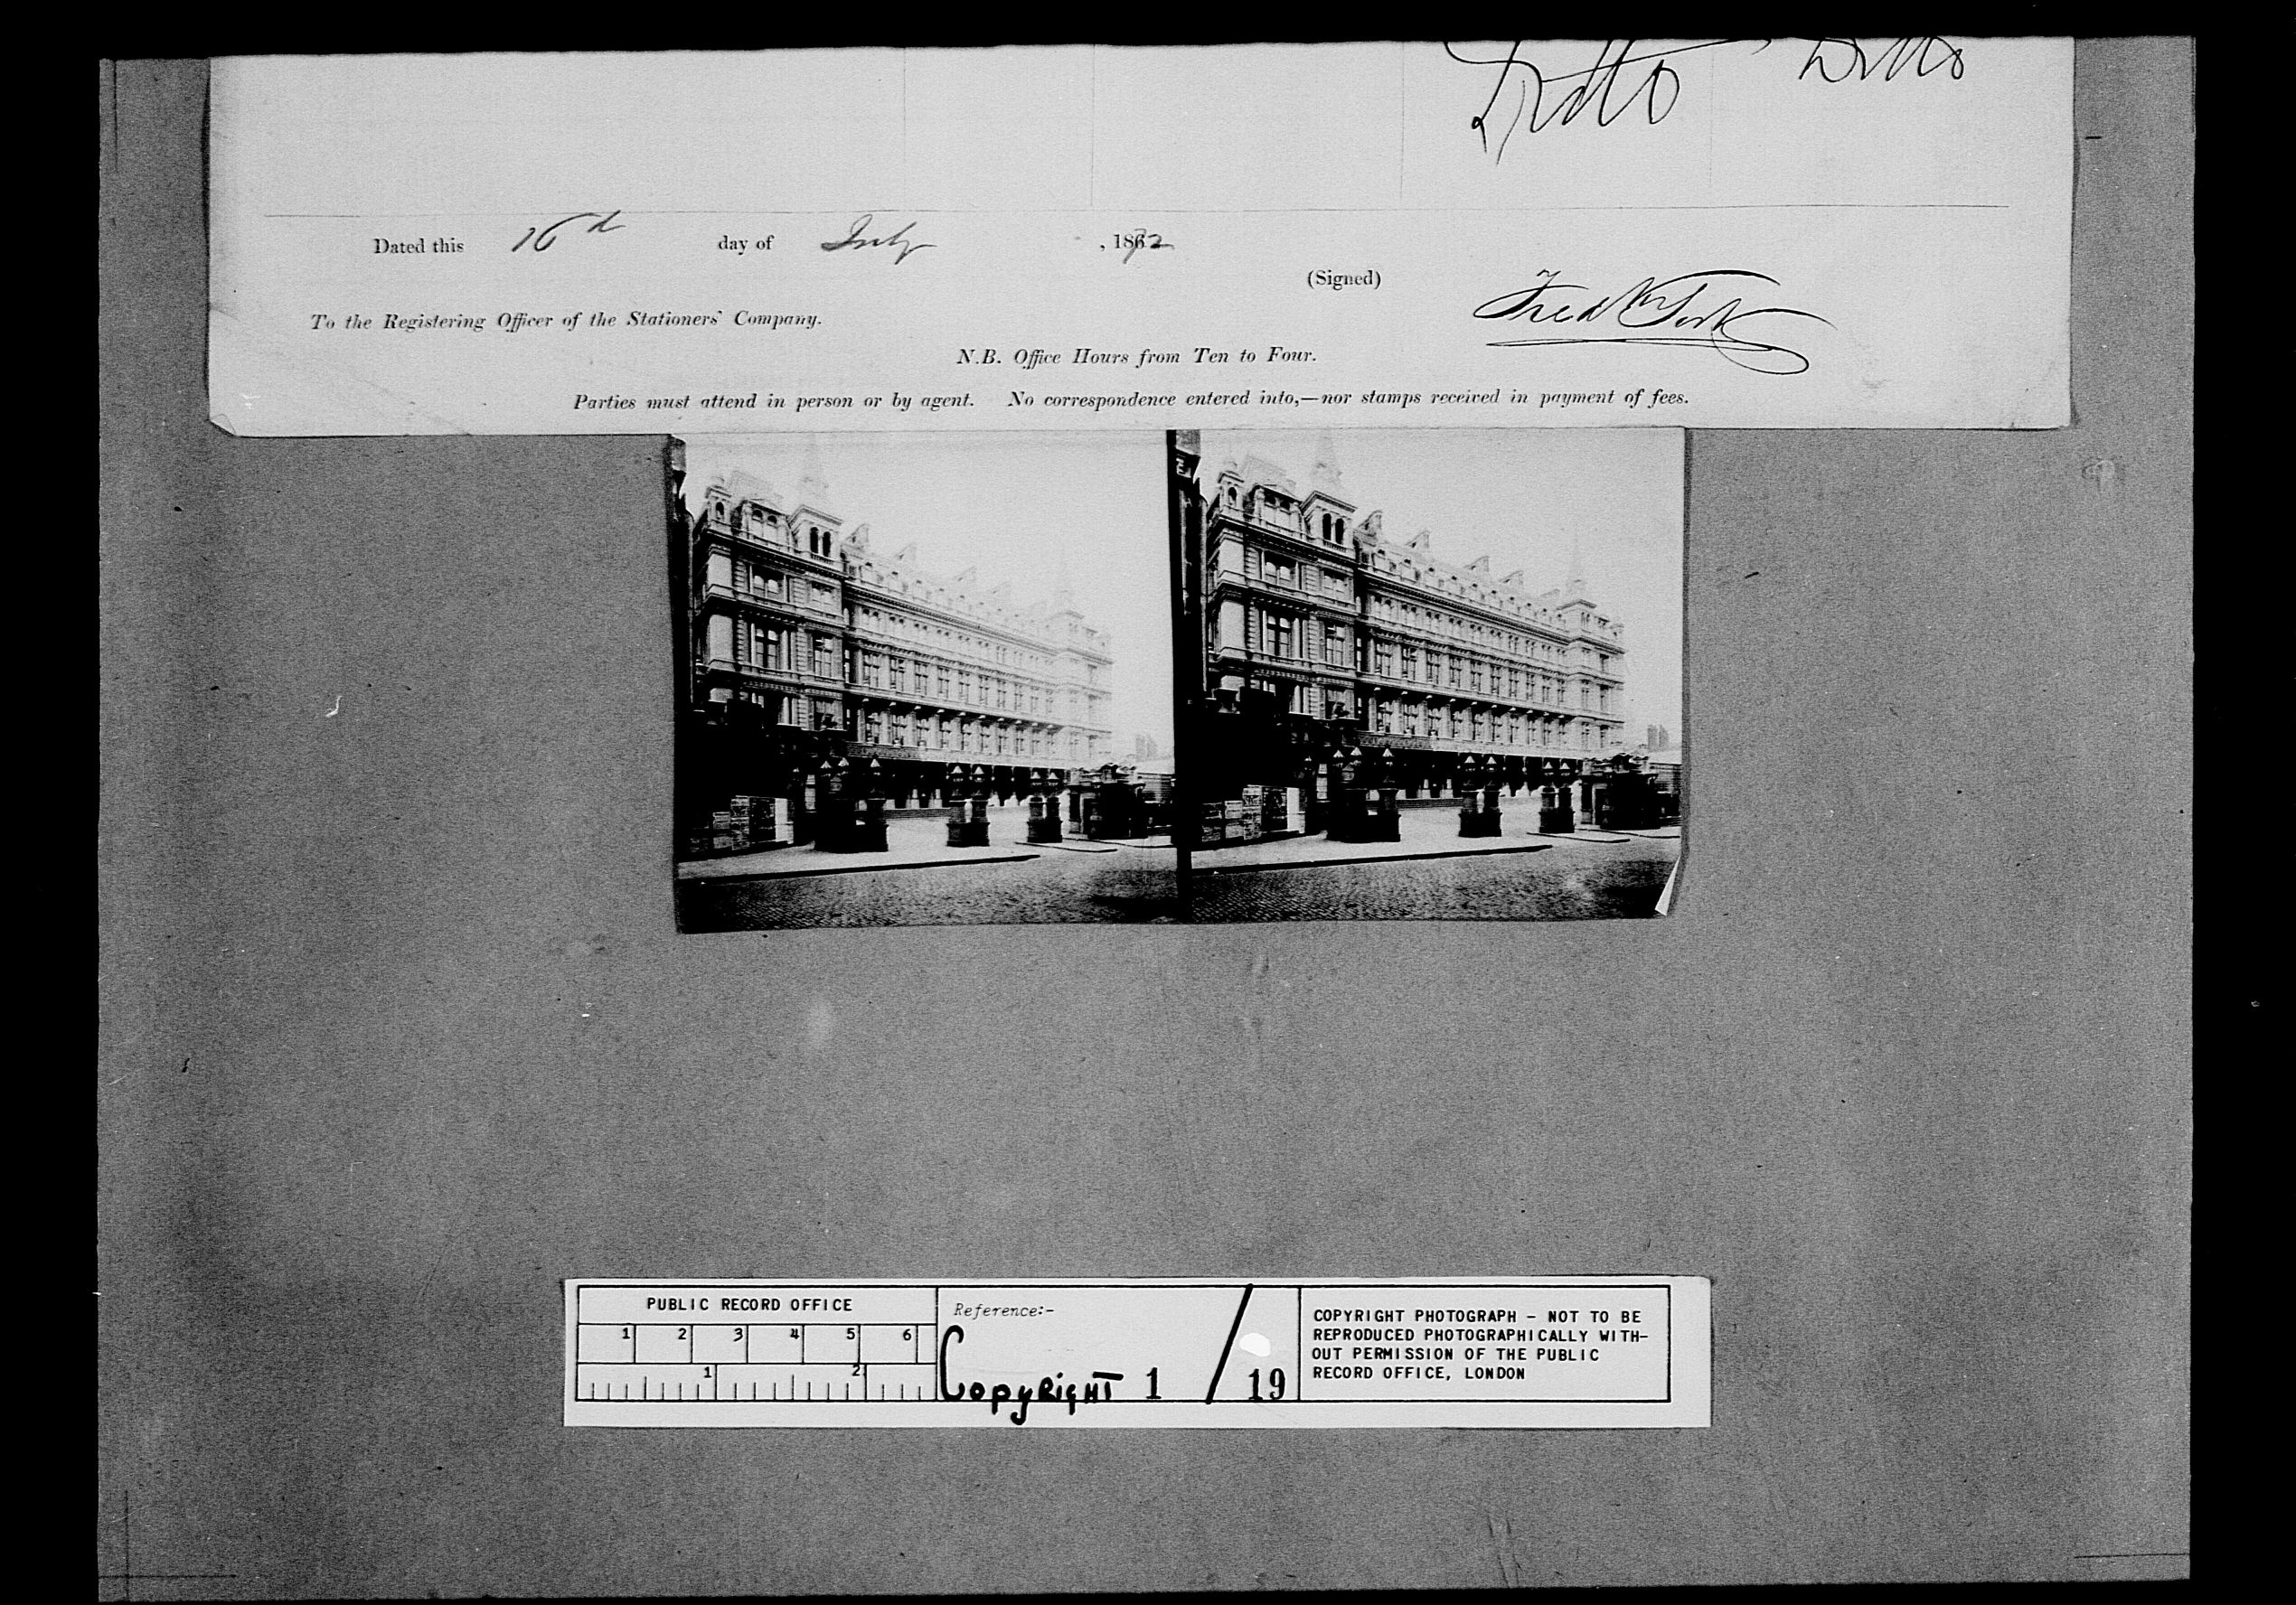 Ditto Ditto
Dated this 16th day of July , 1872
(Signed)
Fredk York
To the Registering Officer of the Stationers' Company.
N.B. Office Hours from Ten to Four.
Parties must attend in person or by agent. No correspondence entered into,—nor stamps received in payment of fees.
PUBLIC RECORD OFFICE
1 2 3 4 5 6
1 2
Reference:-
COPYRIGHT 1 / 19
COPYRIGHT PHOTOGRAPH - NOT TO BE
REPRODUCED PHOTOGRAPHICALLY WITH-
OUT PERMISSION OF THE PUBLIC
RECORD OFFICE, LONDON